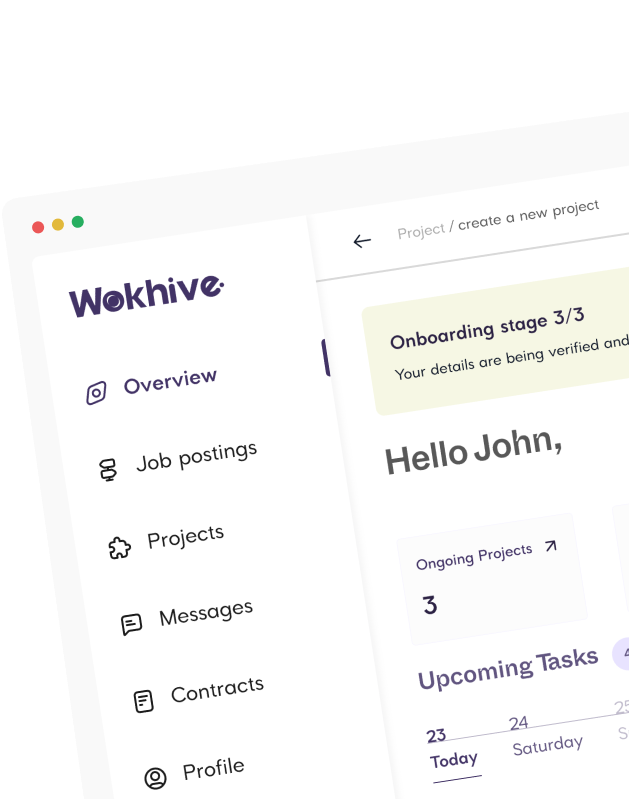 Wokhive
Overview
Job postings
Projects
Messages
Contracts
Profile
Project / create a new project
Onboarding stage 3/3
Your details are being verified and
Hello John,
Ongoing Projects
3
Upcoming Tasks
23
Today
24
Saturday
25